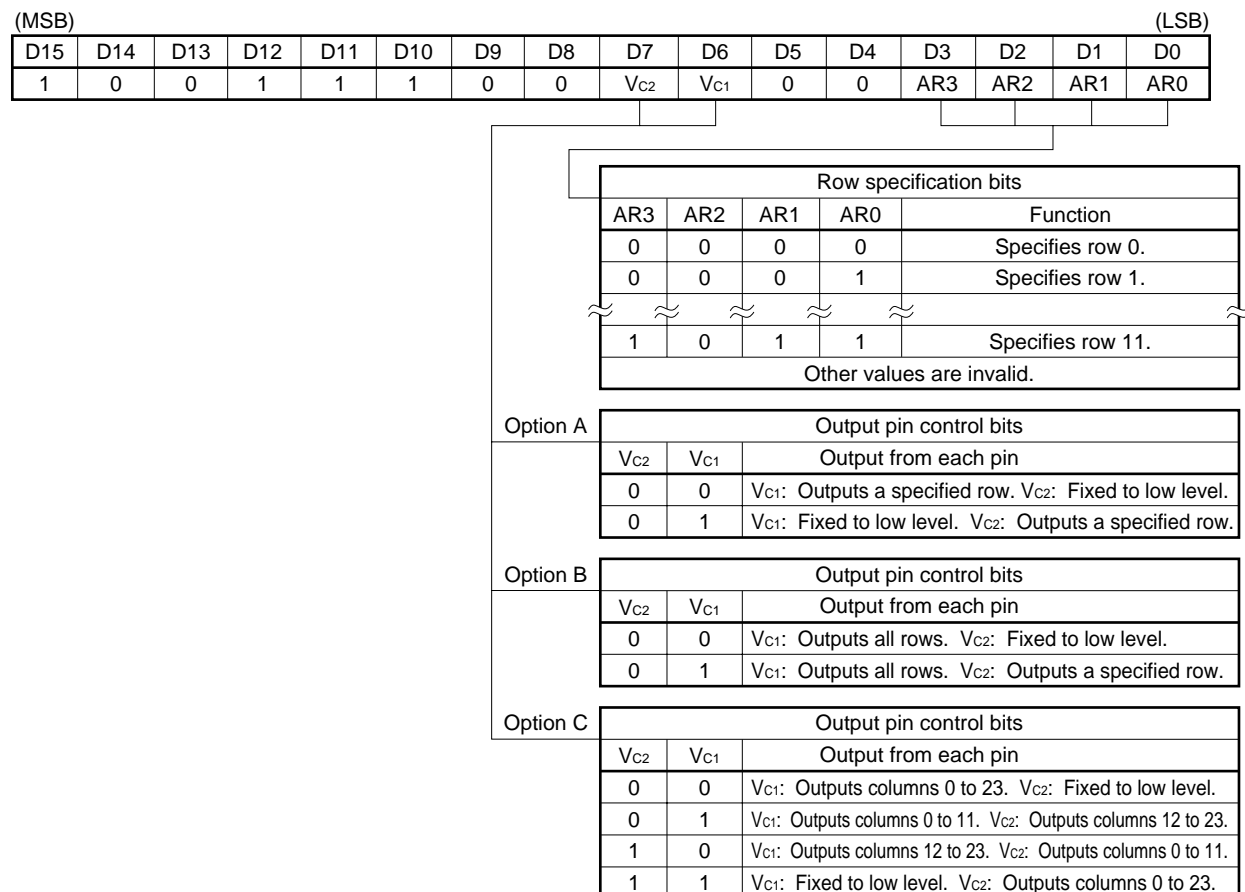 (MSB) (LSB)
D15 D14 D13 D12 D11 D10 D9 D8 D7 D6 D5 D4 D3 D2 D1 D0
1 0 0 1 1 1 0 0 VC2 VC1 0 0 AR3 AR2 AR1 AR0
Row specification bits
AR3 AR2 AR1 AR0 Function
0 0 0 0 Specifies row 0.
0 0 0 1 Specifies row 1.
1 0 1 1 Specifies row 11.
Other values are invalid.
Option A Output pin control bits
VC2 VC1 Output from each pin
0 0 VC1: Outputs a specified row. VC2: Fixed to low level.
0 1 VC1: Fixed to low level. VC2: Outputs a specified row.
Option B Output pin control bits
VC2 VC1 Output from each pin
0 0 VC1: Outputs all rows. VC2: Fixed to low level.
0 1 VC1: Outputs all rows. VC2: Outputs a specified row.
Option C Output pin control bits
VC2 VC1 Output from each pin
0 0 VC1: Outputs columns 0 to 23. VC2: Fixed to low level.
0 1 VC1: Outputs columns 0 to 11. VC2: Outputs columns 12 to 23.
1 0 VC1: Outputs columns 12 to 23. VC2: Outputs columns 0 to 11.
1 1 VC1: Fixed to low level. VC2: Outputs columns 0 to 23.